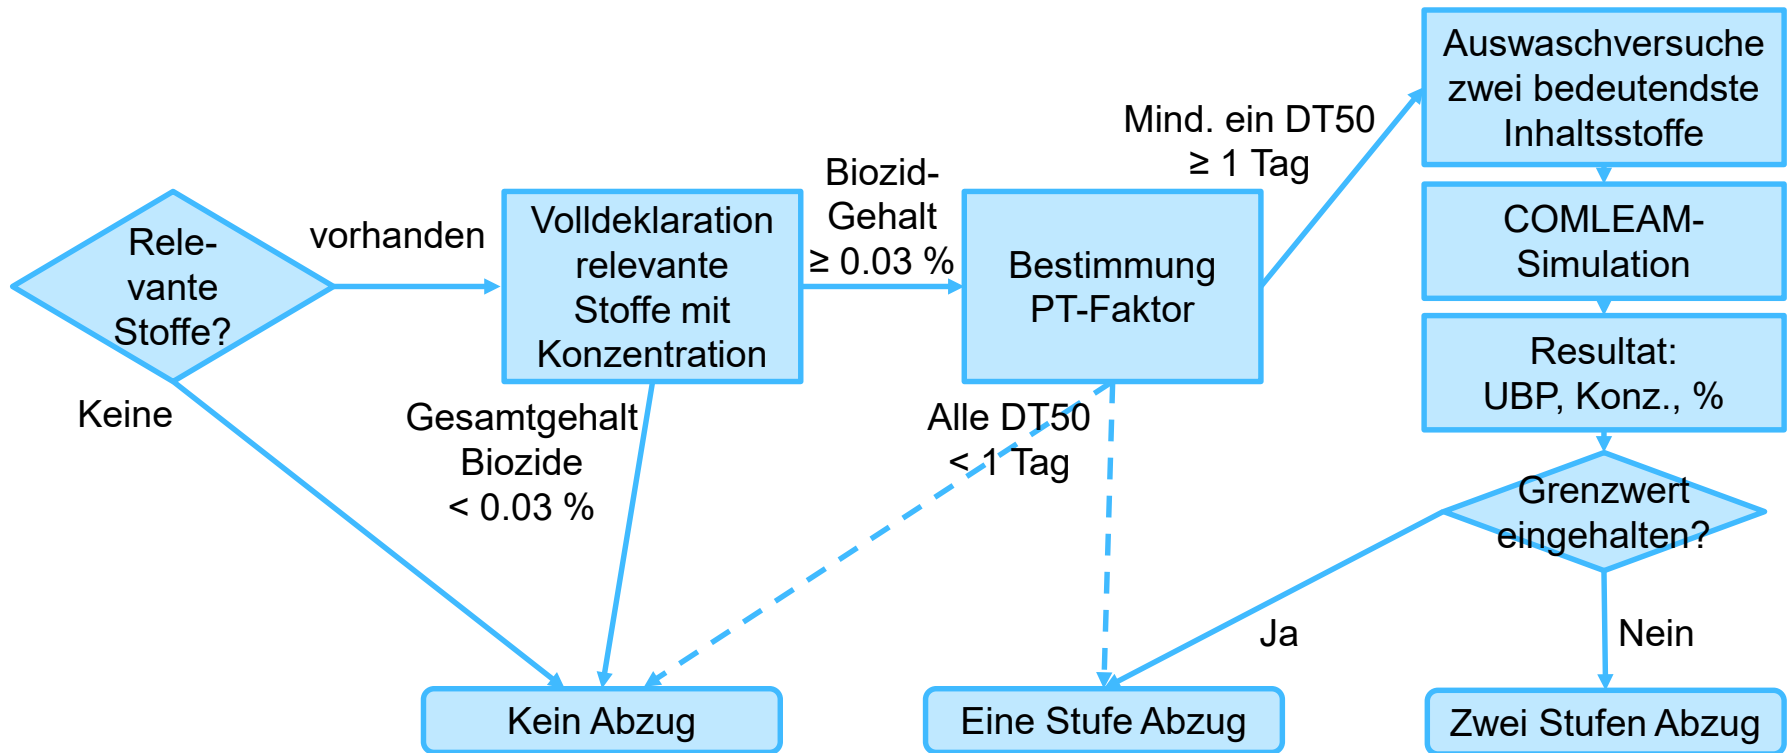 Rele-
vante
Stoffe?
vorhanden
Keine
Volldeklaration
relevante
Stoffe mit
Konzentration
Gesamtgehalt
Biozide
< 0.03 %
Biozid-
Gehalt
≥ 0.03 %
Bestimmung
PT-Faktor
Alle DT50
< 1 Tag
Mind. ein DT50
≥ 1 Tag
Auswaschversuche
zwei bedeutendste
Inhaltsstoffe
COMLEAM-
Simulation
Resultat:
UBP, Konz., %
Grenzwert
eingehalten?
Ja
Nein
Kein Abzug
Eine Stufe Abzug
Zwei Stufen Abzug